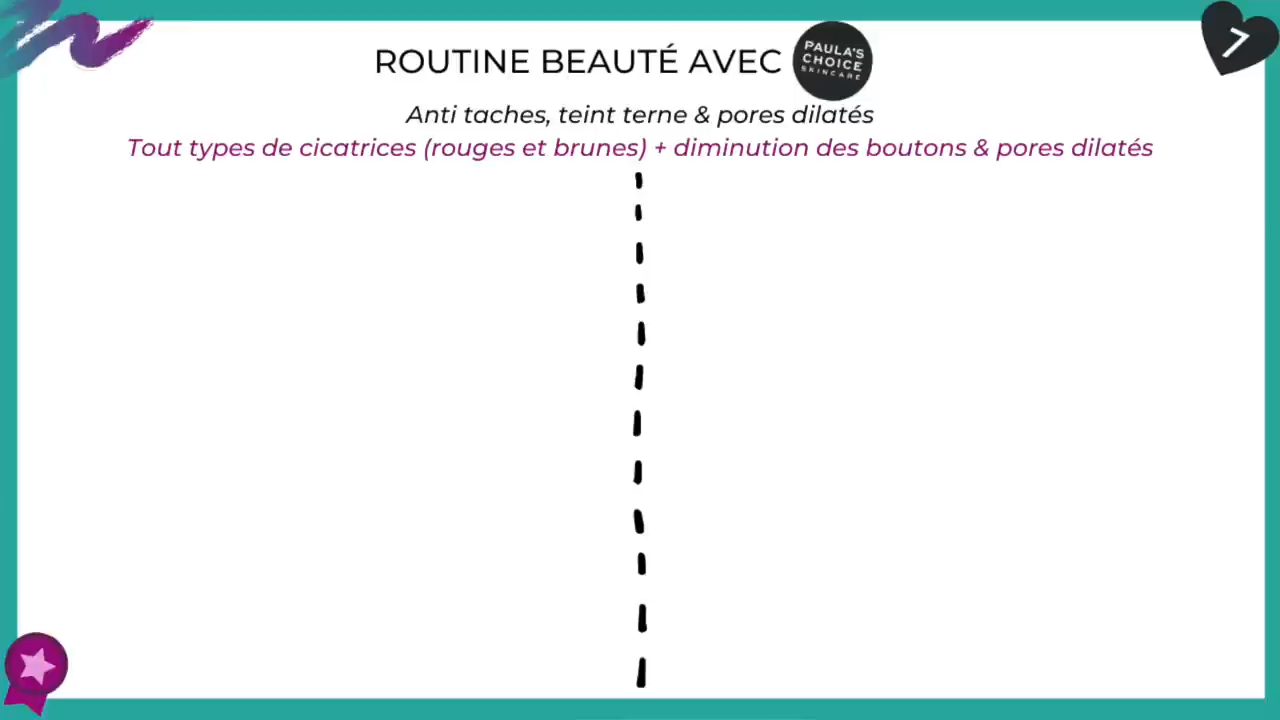 ROUTINE BEAUTÉ AVEC
PAULA'S
CHOICE
SKINCARE
7
Anti taches, teint terne & pores dilatés
Tout types de cicatrices (rouges et brunes) + diminution des boutons & pores dilatés